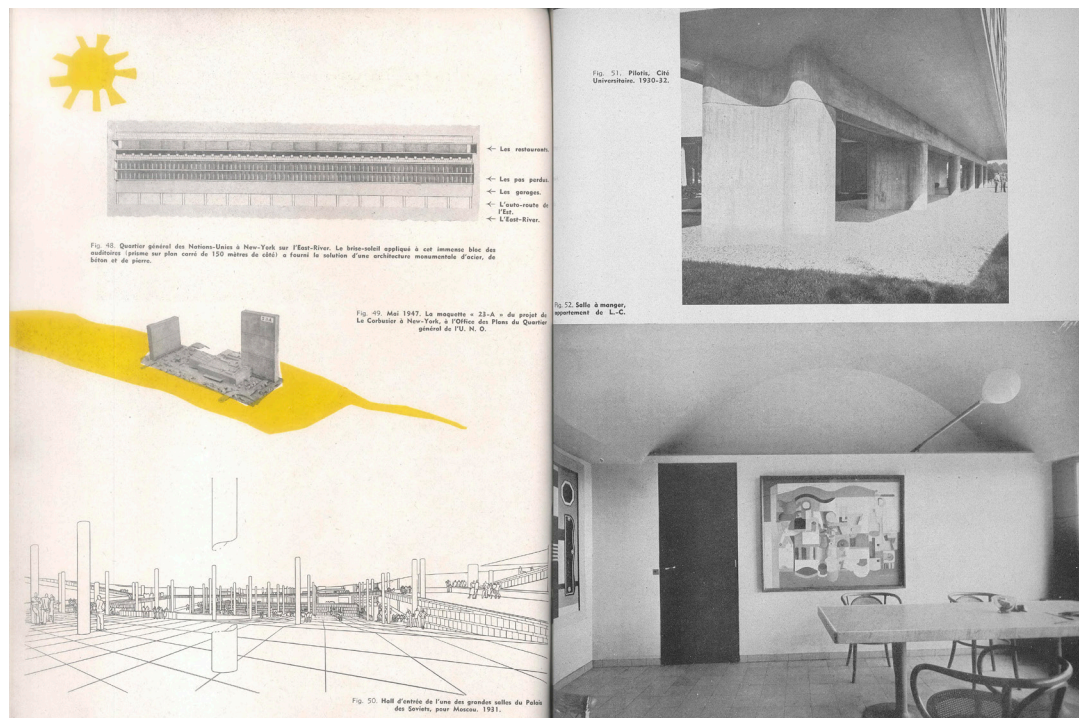 ← Les restaurants.
← Les pas perdus.
← Les garages.
← L'auto-route de
l'Est.
← L'East-River.
Fig. 48. Quartier général des Nations-Unies à New-York sur l'East-River. Le brise-soleil appliqué à cet immense bloc des
auditoires (prisme sur plan carré de 150 mètres de côté) a fourni la solution d'une architecture monumentale d'acier, de
béton et de pierre.
Fig. 49. Mai 1947. La maquette « 23-A » du projet de
Le Corbusier à New-York, à l'Office des Plans du Quartier
général de l'U. N. O.
Fig. 50. Hall d'entrée de l'une des grandes salles du Palais
des Soviets, pour Moscou. 1931.
Fig. 51. Pilotis, Cité
Universitaire. 1930-32.
Fig. 52. Salle à manger,
appartement de L.-C.